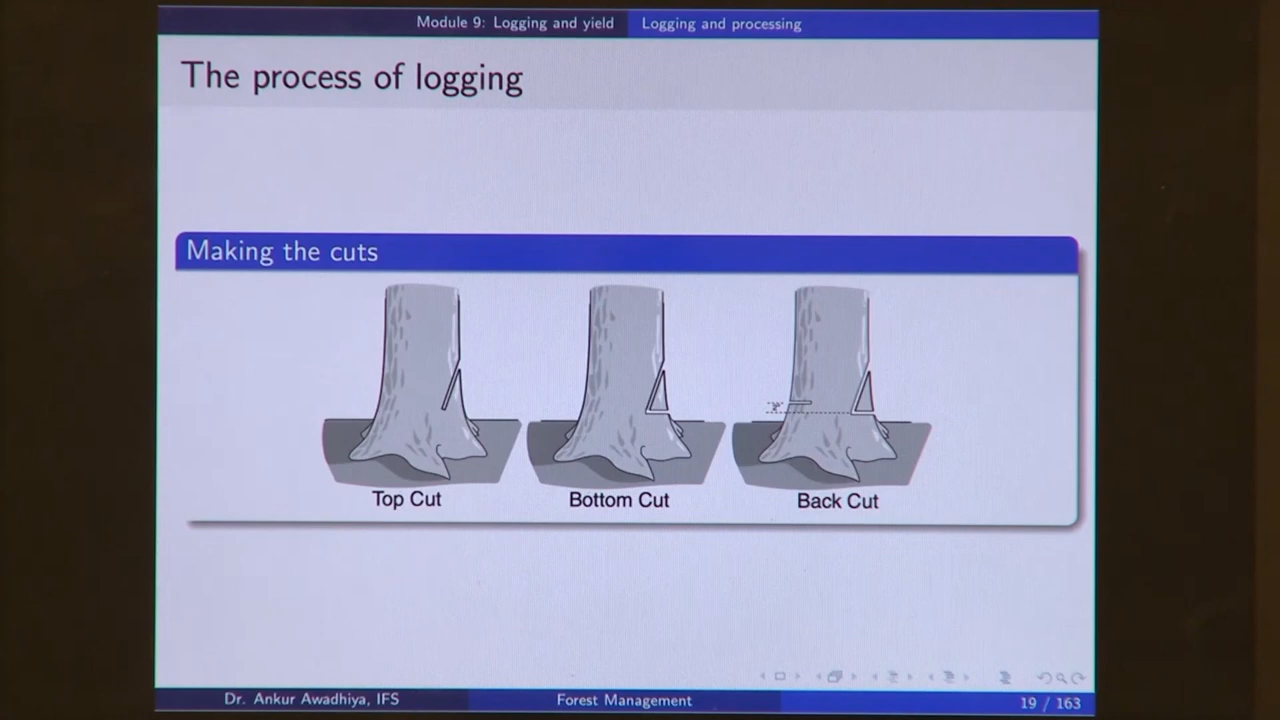 Module 9: Logging and yield
Logging and processing
The process of logging
Making the cuts
2"
Top Cut
Bottom Cut
Back Cut
Dr. Ankur Awadhiya, IFS
Forest Management
19 / 163